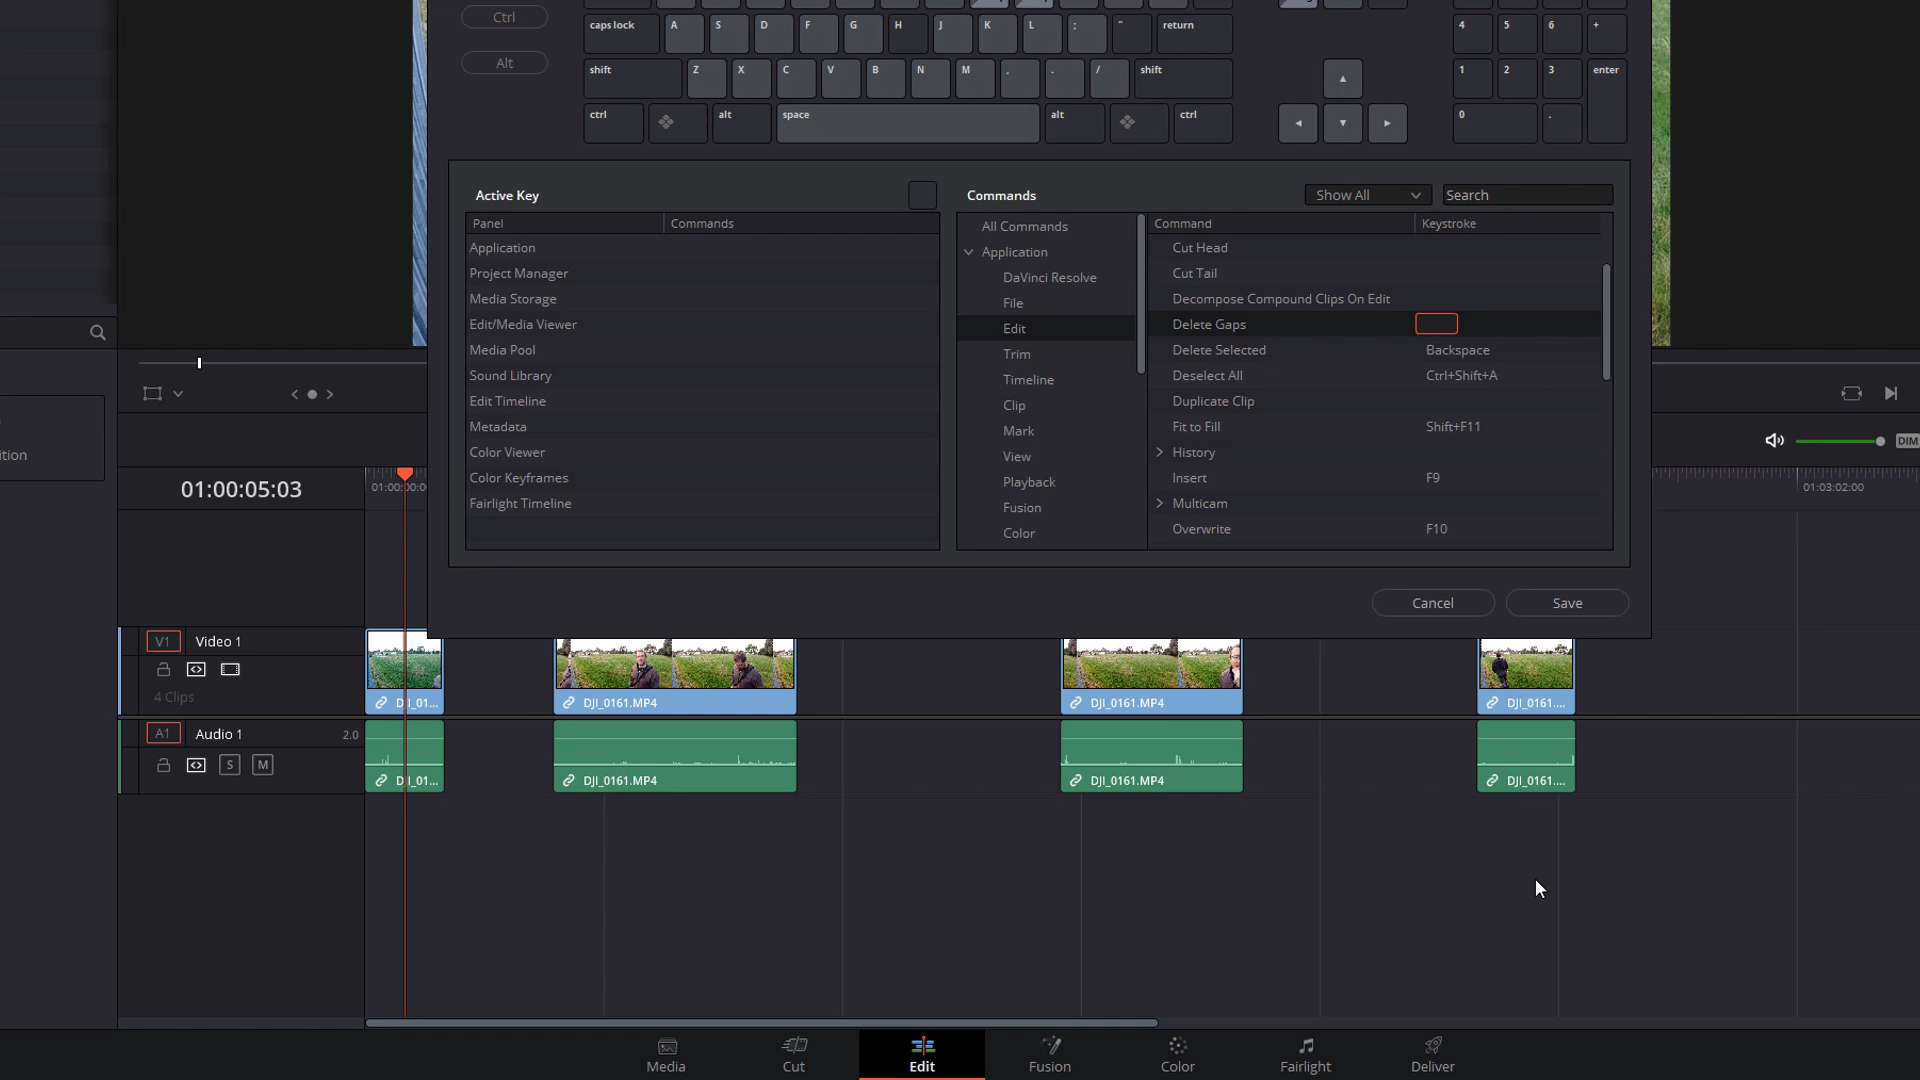 Ctrl
Alt
caps lock A S D F G H J K L ; " return
shift Z X C V B N M , . / shift
ctrl alt space alt ctrl
4 5 6 +
1 2 3 enter
0 .
Active Key
Panel Commands
Application
Project Manager
Media Storage
Edit/Media Viewer
Media Pool
Sound Library
Edit Timeline
Metadata
Color Viewer
Color Keyframes
Fairlight Timeline
Commands Show All Search
All Commands
Application
DaVinci Resolve
File
Edit
Trim
Timeline
Clip
Mark
View
Playback
Fusion
Color
Command Keystroke
Cut Head
Cut Tail
Decompose Compound Clips On Edit
Delete Gaps
Delete Selected Backspace
Deselect All Ctrl+Shift+A
Duplicate Clip
Fit to Fill Shift+F11
History
Insert F9
Multicam
Overwrite F10
Cancel Save
ition
DIM
01:00:05:03
01:00:00:0
01:03:02:00
V1 Video 1
4 Clips
DJI_01... DJI_0161.MP4 DJI_0161.MP4 DJI_0161....
A1 Audio 1 2.0
S M
DJI_01... DJI_0161.MP4 DJI_0161.MP4 DJI_0161....
Media Cut Edit Fusion Color Fairlight Deliver